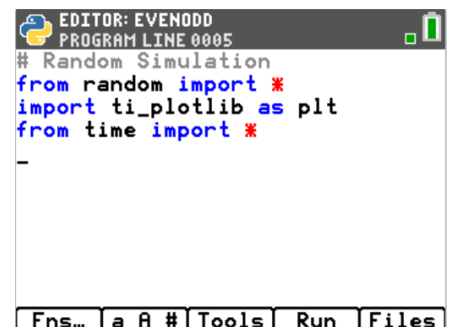 EDITOR: EVENODD
PROGRAM LINE 0005
# Random Simulation
from random import *
import ti_plotlib as plt
from time import *
_
Fns… a A # Tools Run Files